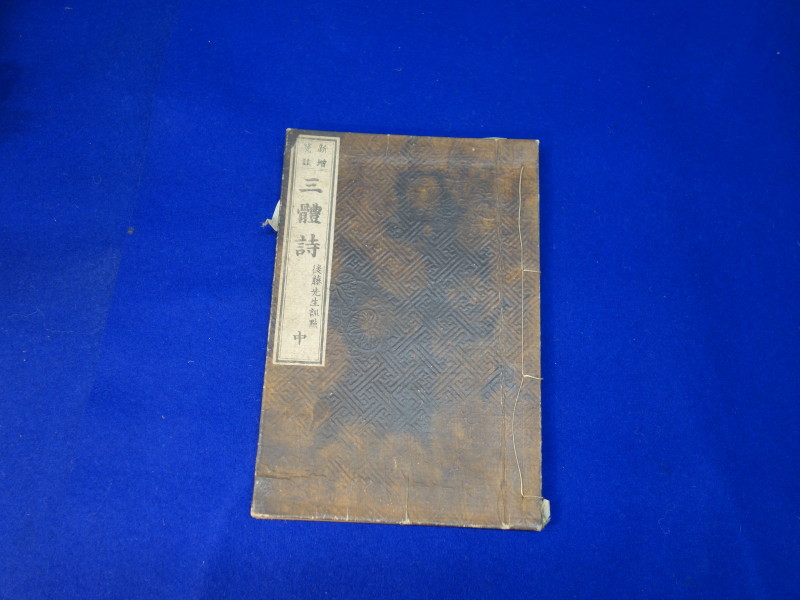 新增
箋註
三體詩
後藤先生訓點
中